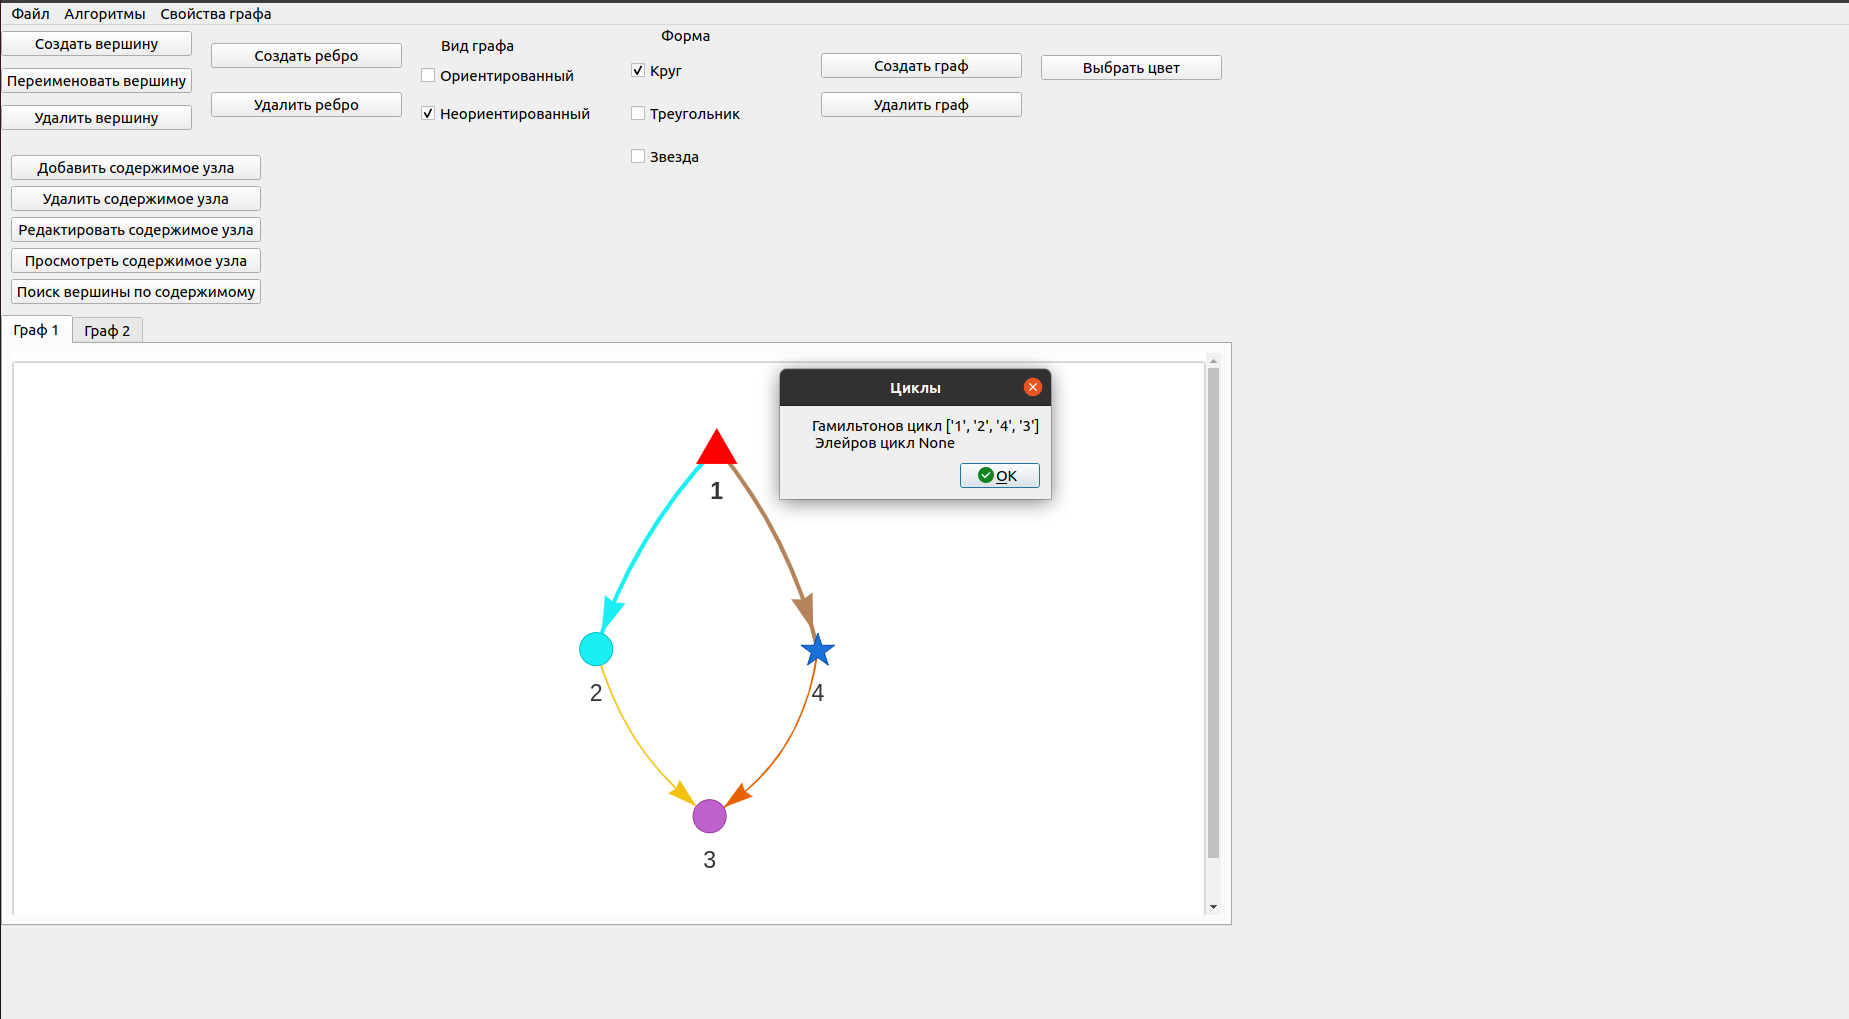 Файл Алгоритмы Свойства графа
Создать вершину
Переименовать вершину
Удалить вершину
Создать ребро
Удалить ребро
Вид графа
Ориентированный
Неориентированный
Форма
Круг
Треугольник
Звезда
Создать граф
Удалить граф
Выбрать цвет
Добавить содержимое узла
Удалить содержимое узла
Редактировать содержимое узла
Просмотреть содержимое узла
Поиск вершины по содержимому
Граф 1 Граф 2
Циклы
Гамильтонов цикл ['1', '2', '4', '3']
Элейров цикл None
OK
1
2
4
3